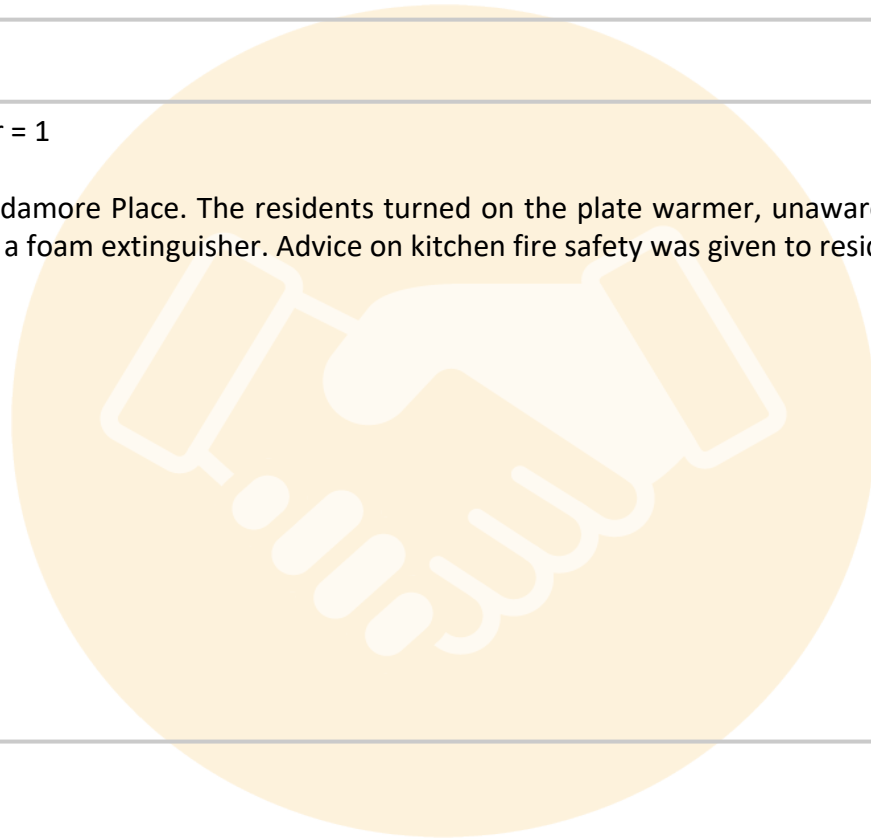 r = 1
damore Place. The residents turned on the plate warmer, unaware
a foam extinguisher. Advice on kitchen fire safety was given to resid